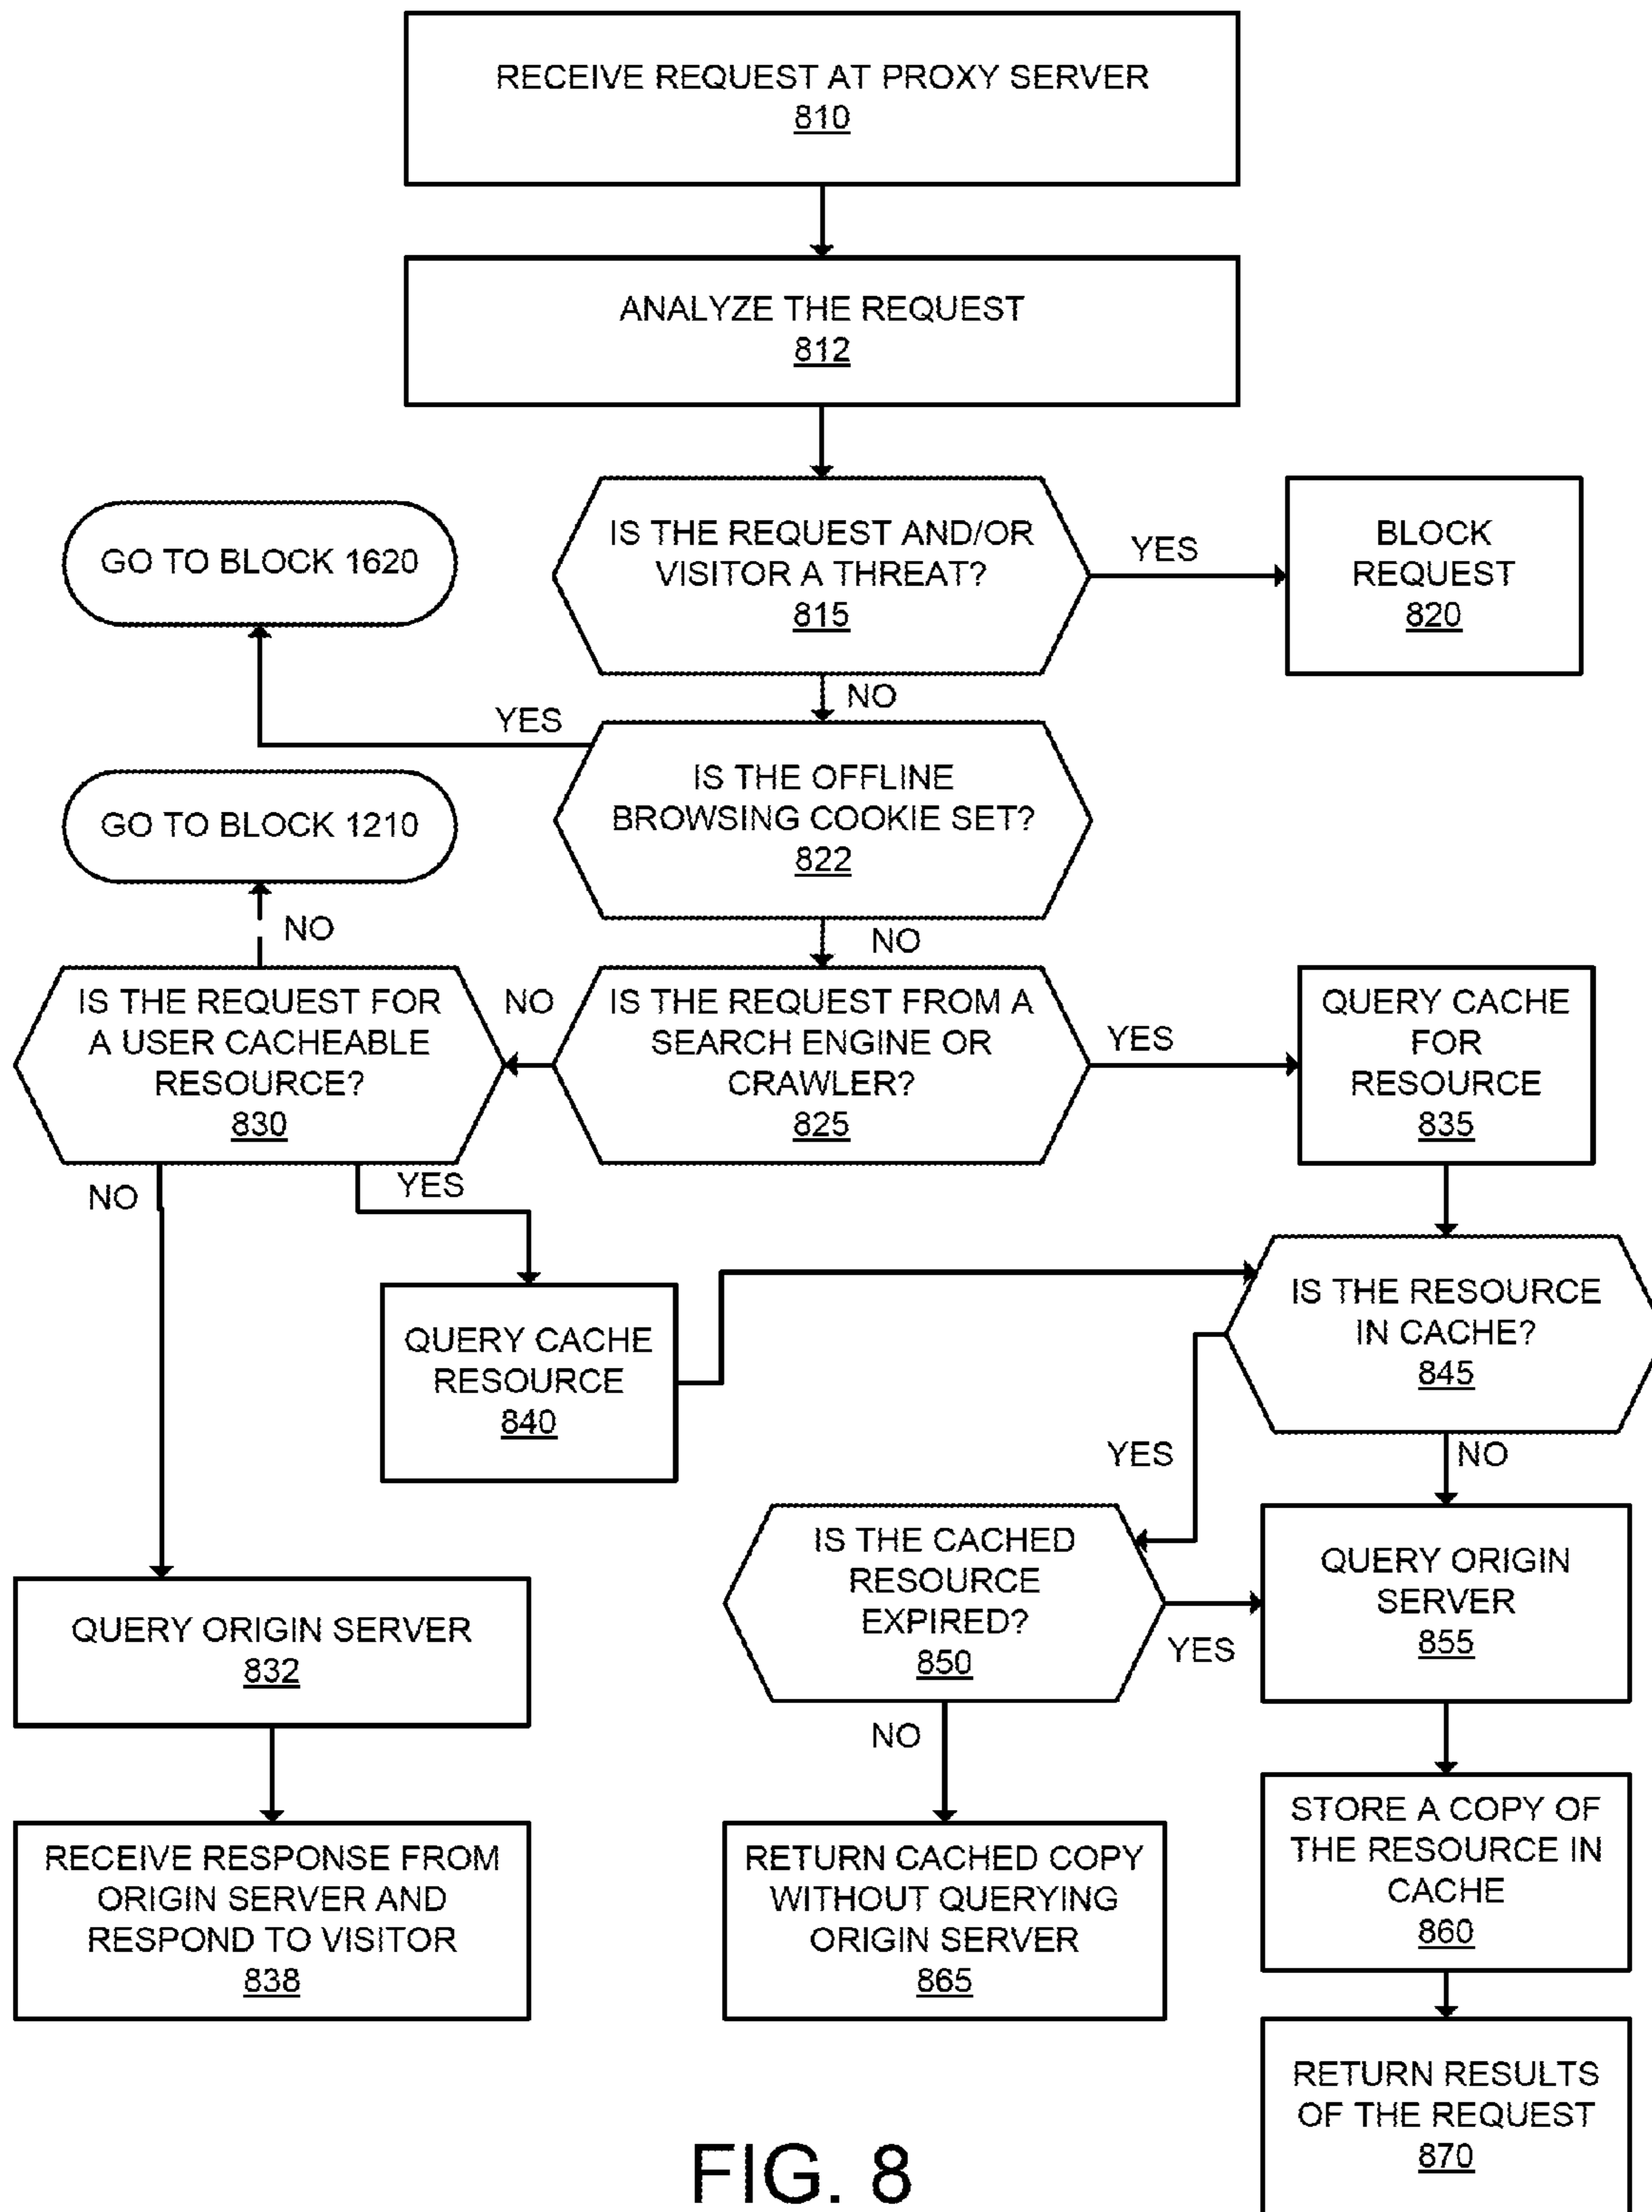 RECEIVE REQUEST AT PROXY SERVER
810
ANALYZE THE REQUEST
812
GO TO BLOCK 1620
IS THE REQUEST AND/OR
VISITOR A THREAT?
815
YES
BLOCK
REQUEST
820
NO
YES
IS THE OFFLINE
BROWSING COOKIE SET?
822
GO TO BLOCK 1210
NO
NO
IS THE REQUEST FOR
A USER CACHEABLE
RESOURCE?
830
NO
IS THE REQUEST FROM A
SEARCH ENGINE OR
CRAWLER?
825
YES
QUERY CACHE
FOR
RESOURCE
835
NO
YES
QUERY CACHE
RESOURCE
840
IS THE RESOURCE
IN CACHE?
845
YES
NO
IS THE CACHED
RESOURCE
EXPIRED?
850
YES
QUERY ORIGIN
SERVER
855
QUERY ORIGIN SERVER
832
NO
RECEIVE RESPONSE FROM
ORIGIN SERVER AND
RESPOND TO VISITOR
838
RETURN CACHED COPY
WITHOUT QUERYING
ORIGIN SERVER
865
STORE A COPY OF
THE RESOURCE IN
CACHE
860
RETURN RESULTS
OF THE REQUEST
870
FIG. 8